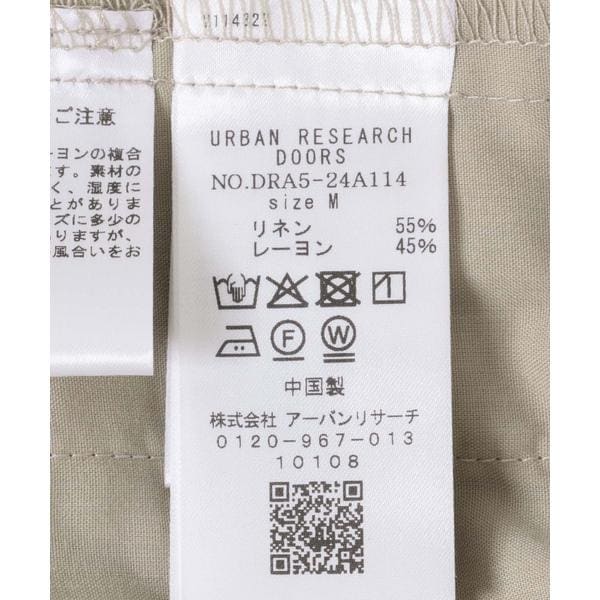 ご注意
ーヨンの複合
ます。素材の
く、湿度に
とがありま
ズに多少の
りますが、
風合いをお
URBAN RESEARCH
DOORS
NO.DRA5-24A114
size M
リネン 55%
レーヨン 45%
F W
中国製
株式会社 アーバンリサーチ
0120-967-013
10108